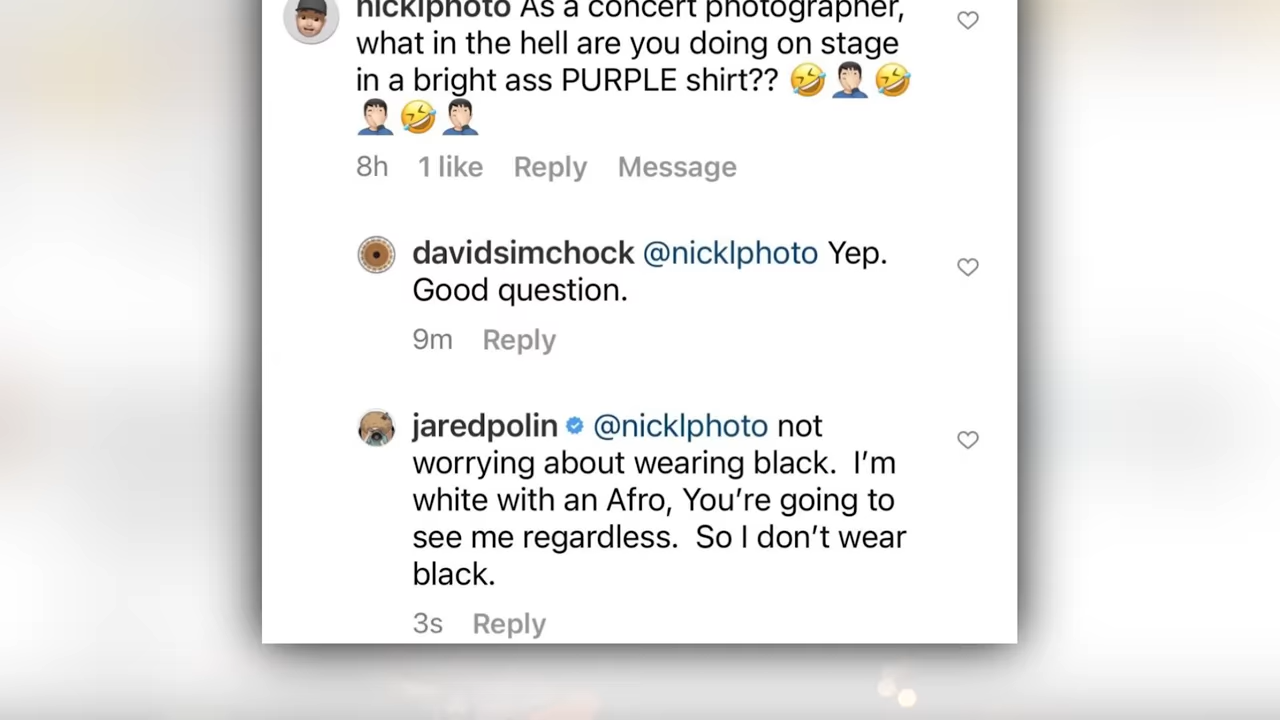 nicklphoto As a concert photographer,
what in the hell are you doing on stage
in a bright ass PURPLE shirt?? 🤣🤦🏻‍♂️🤣
🤦🏻‍♂️🤣🤦🏻‍♂️
8h 1 like Reply Message
davidsimchock @nicklphoto Yep.
Good question.
9m Reply
jaredpolin @nicklphoto not
worrying about wearing black. I’m
white with an Afro, You’re going to
see me regardless. So I don’t wear
black.
3s Reply